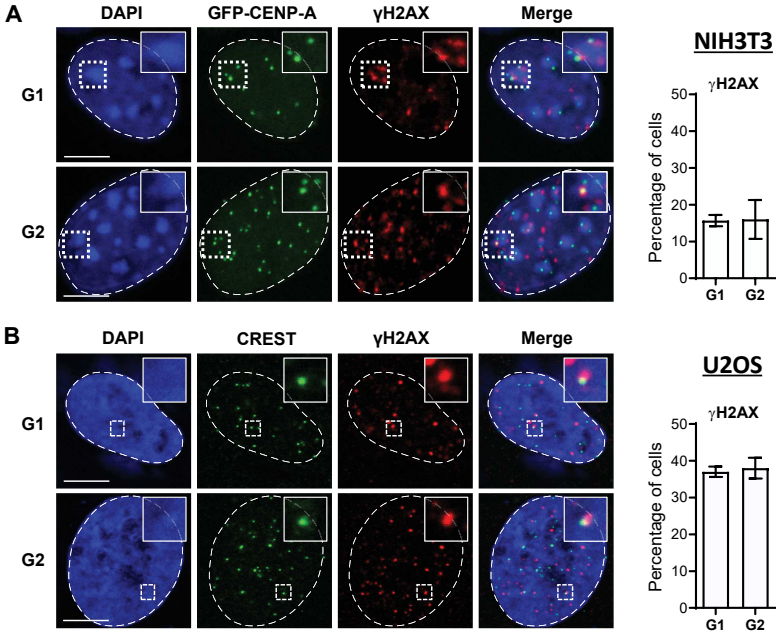 A
DAPI GFP-CENP-A γH2AX Merge
G1
G2
NIH3T3
γH2AX
Percentage of cells
50
40
30
20
10
0
G1 G2
B
DAPI CREST γH2AX Merge
G1
G2
U2OS
γH2AX
Percentage of cells
50
40
30
20
10
0
G1 G2